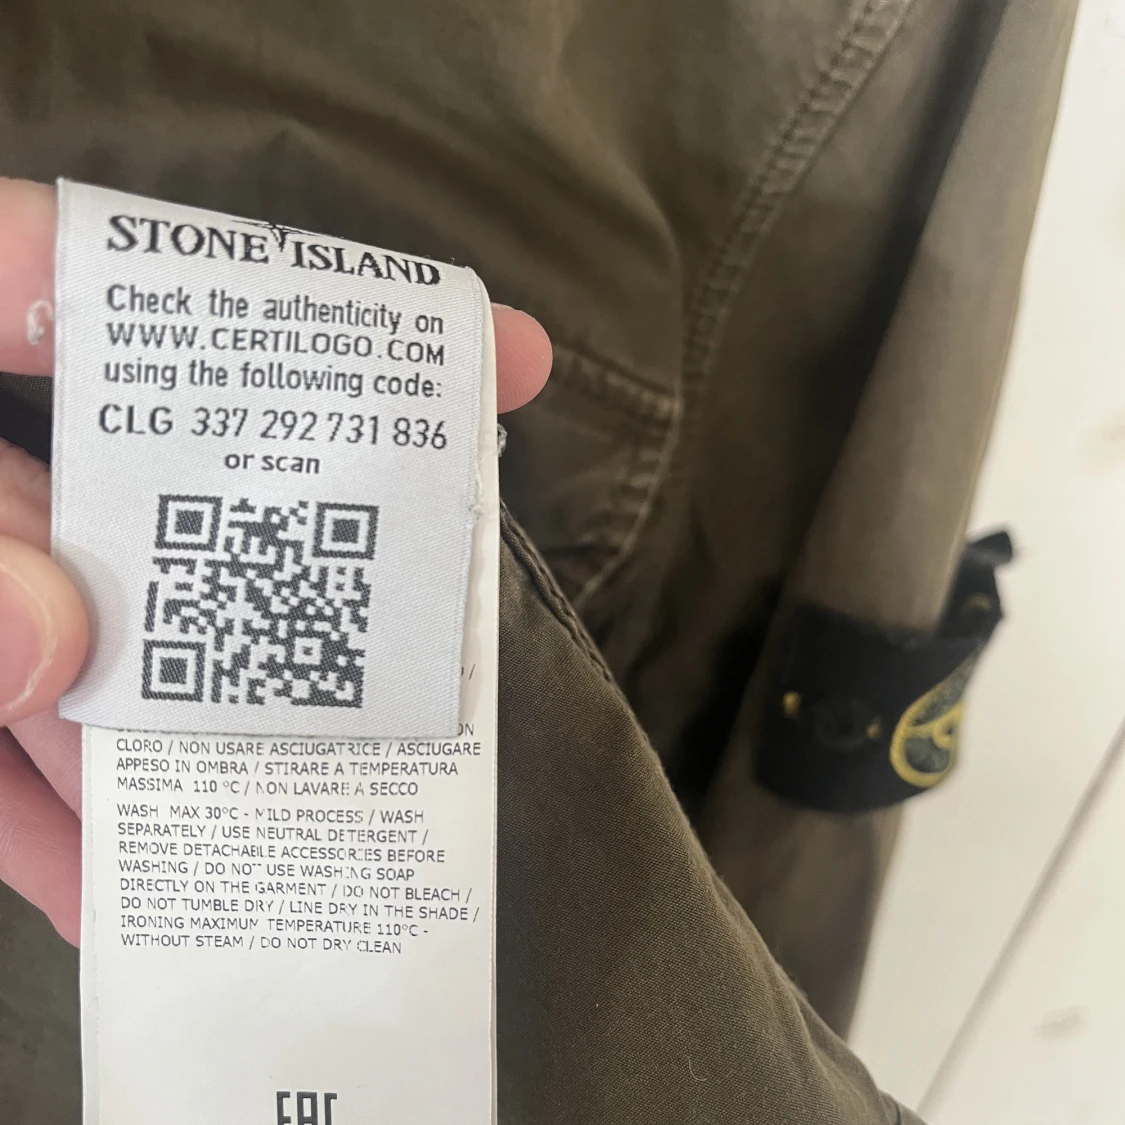 STONE ISLAND
Check the authenticity on
WWW.CERTILOGO.COM
using the following code:
CLG 337 292 731 836
or scan
CLORO / NON USARE ASCIUGATRICE / ASCIUGARE
APPESO IN OMBRA / STIRARE A TEMPERATURA
MASSIMA 110 °C / NON LAVARE A SECCO
WASH MAX 30°C - MILD PROCESS / WASH
SEPARATELY / USE NEUTRAL DETERGENT /
REMOVE DETACHABLE ACCESSORIES BEFORE
WASHING / DO NOT USE WASHING SOAP
DIRECTLY ON THE GARMENT / DO NOT BLEACH /
DO NOT TUMBLE DRY / LINE DRY IN THE SHADE /
IRONING MAXIMUM TEMPERATURE 110°C -
WITHOUT STEAM / DO NOT DRY CLEAN
EAC